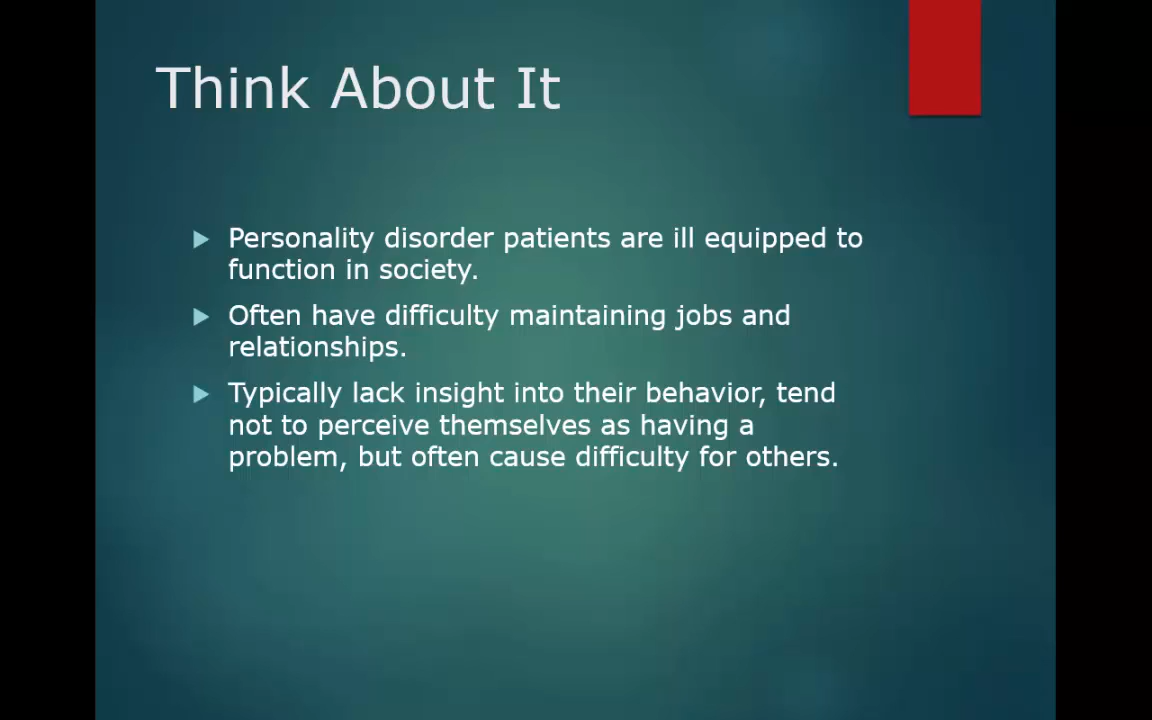 Think About It
Personality disorder patients are ill equipped to
function in society.
Often have difficulty maintaining jobs and
relationships.
Typically lack insight into their behavior, tend
not to perceive themselves as having a
problem, but often cause difficulty for others.